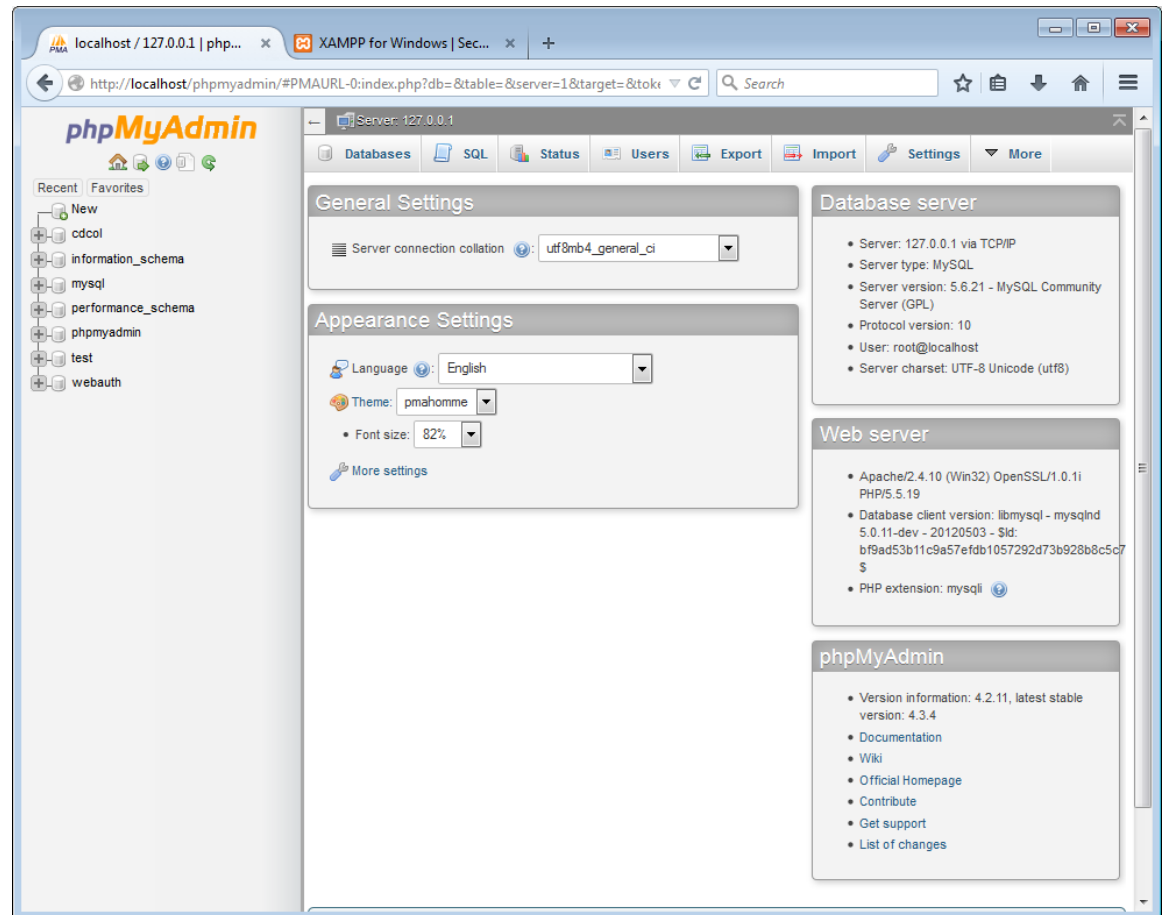 localhost / 127.0.0.1 | php...
XAMPP for Windows | Sec...
http://localhost/phpmyadmin/#PMAURL-0:index.php?db=&table=&server=1&target=&toke
Search
phpMyAdmin
Recent Favorites
New
cdcol
information_schema
mysql
performance_schema
phpmyadmin
test
webauth
Server: 127.0.0.1
Databases SQL Status Users Export Import Settings More
General Settings
Server connection collation : utf8mb4_general_ci
Appearance Settings
Language : English
Theme: pmahomme
• Font size: 82%
More settings
Database server
• Server: 127.0.0.1 via TCP/IP
• Server type: MySQL
• Server version: 5.6.21 - MySQL Community
Server (GPL)
• Protocol version: 10
• User: root@localhost
• Server charset: UTF-8 Unicode (utf8)
Web server
• Apache/2.4.10 (Win32) OpenSSL/1.0.1i
PHP/5.5.19
• Database client version: libmysql - mysqlnd
5.0.11-dev - 20120503 - $Id:
bf9ad53b11c9a57efdb1057292d73b928b8c5c7
$
• PHP extension: mysqli
phpMyAdmin
• Version information: 4.2.11, latest stable
version: 4.3.4
• Documentation
• Wiki
• Official Homepage
• Contribute
• Get support
• List of changes